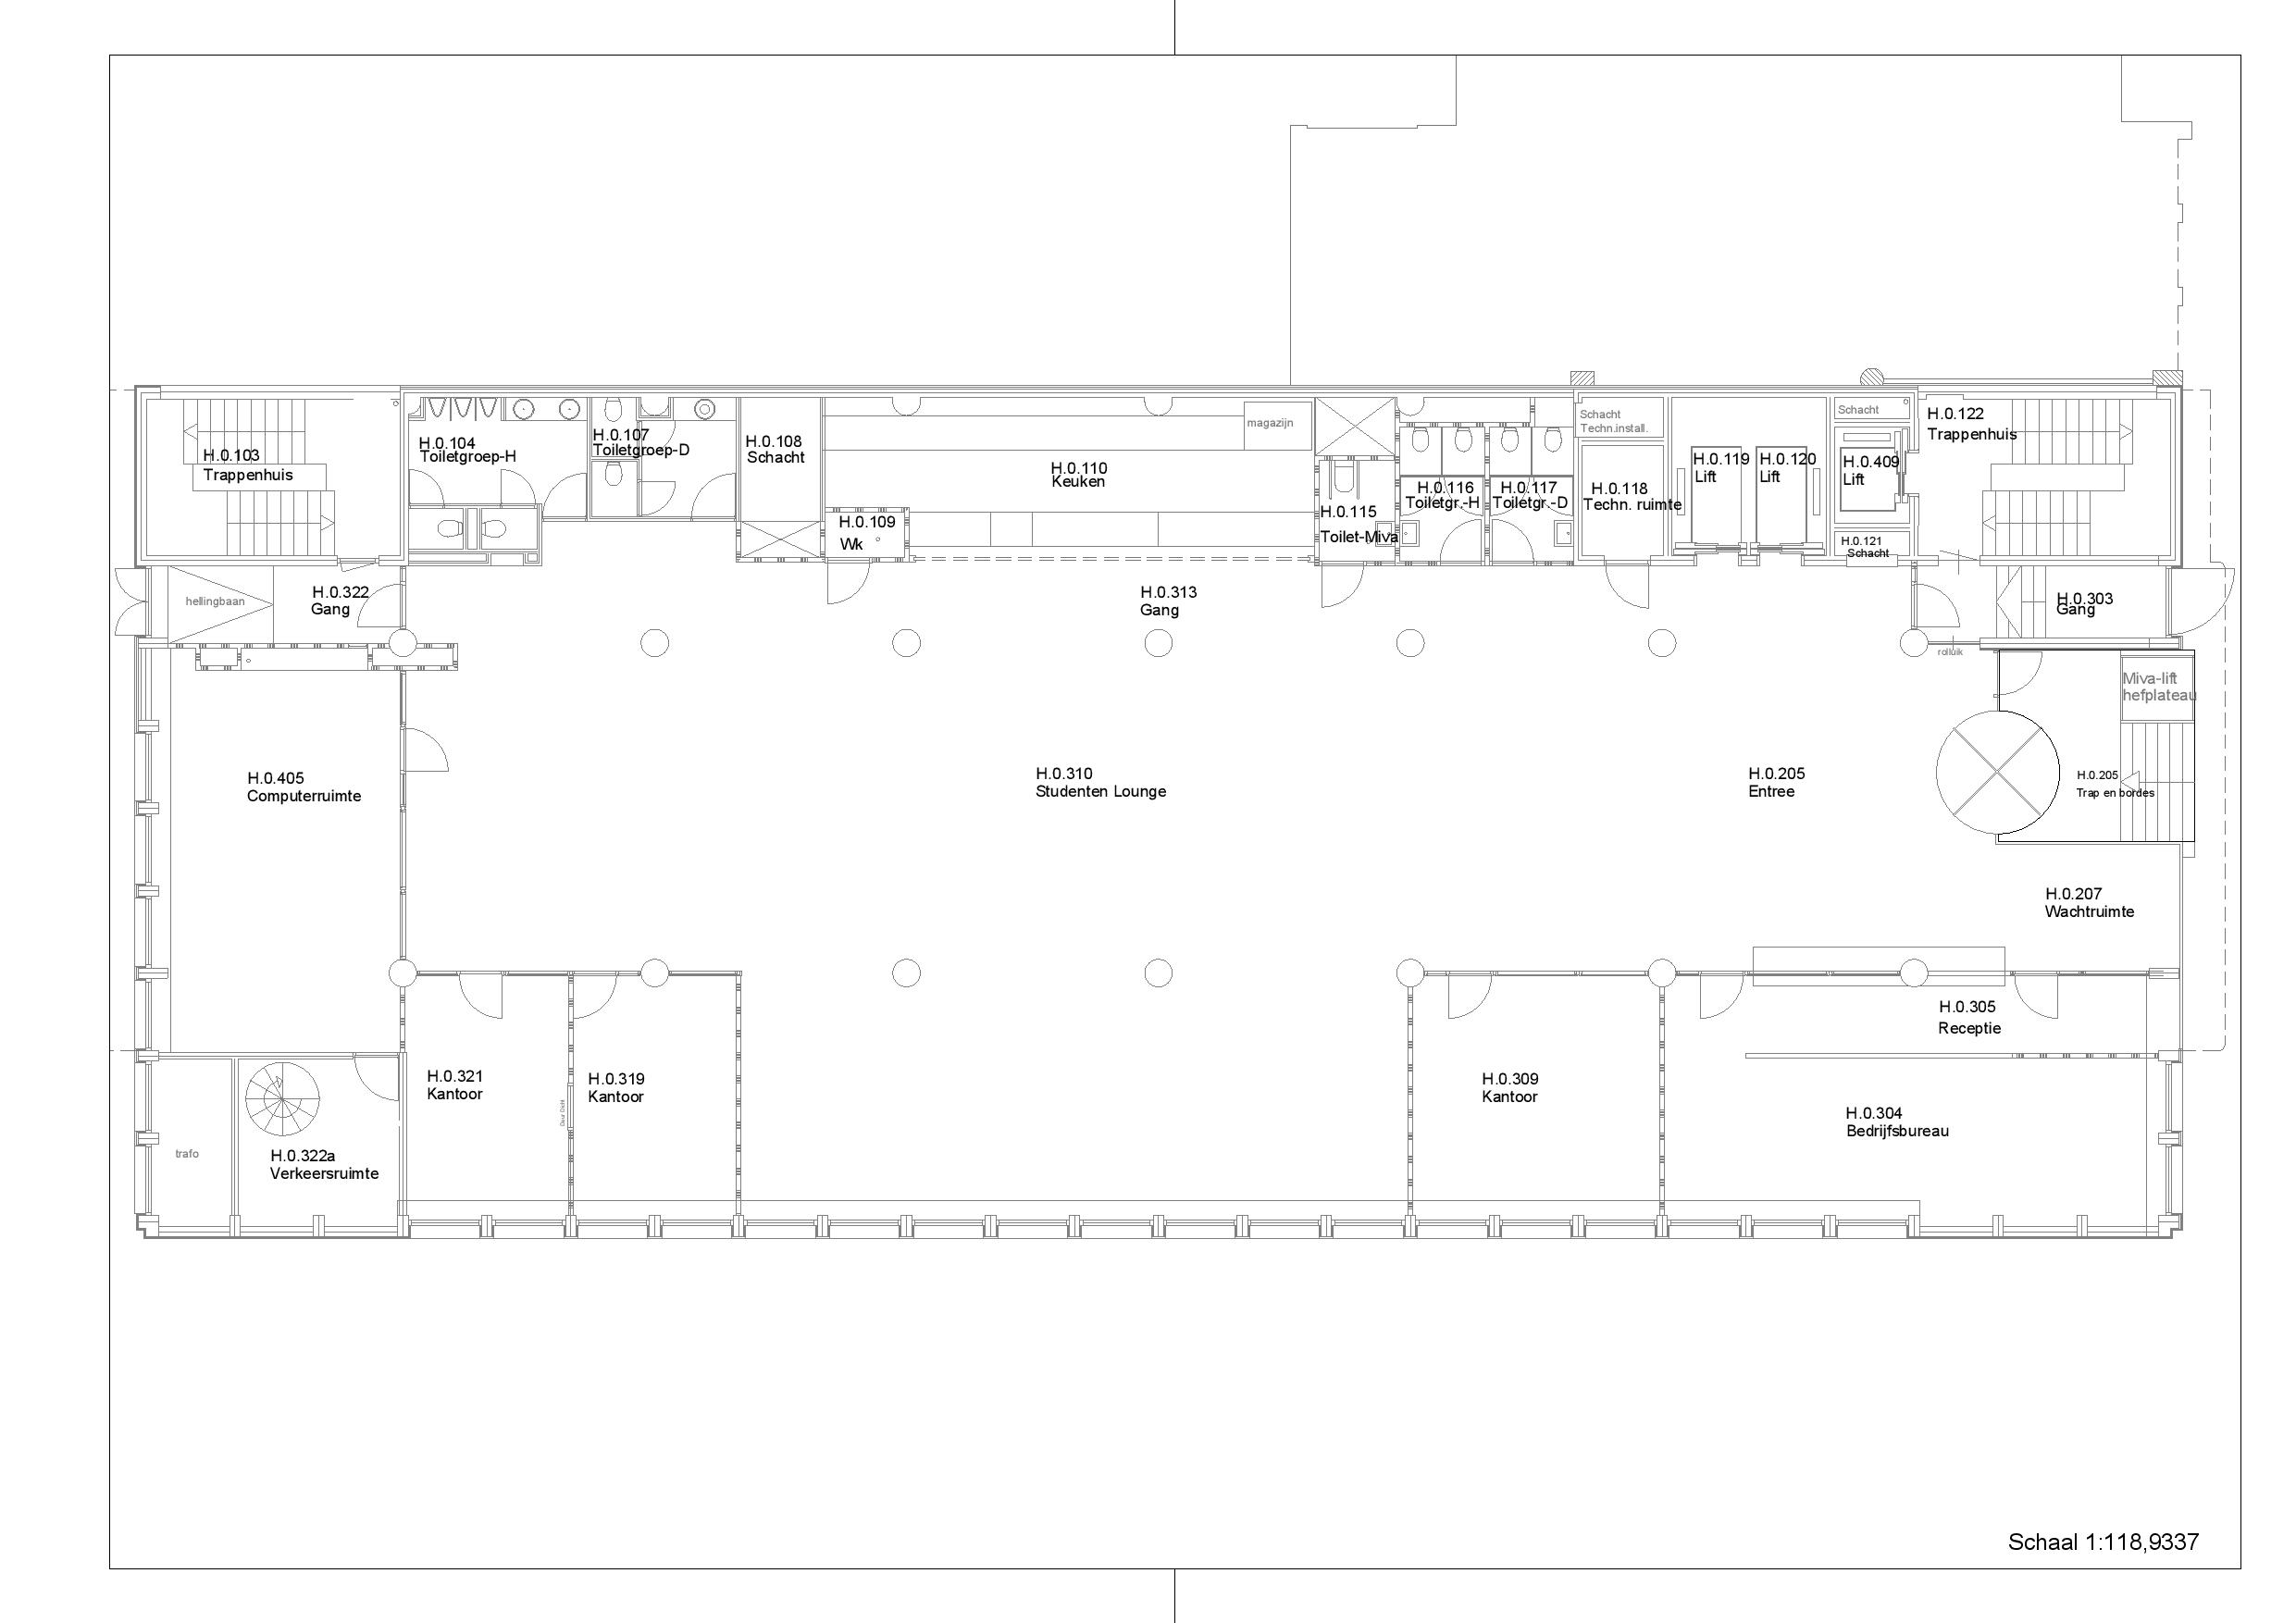 H.0.103
Trappenhuis
H.0.104
Toiletgroep-H
H.0.107
Toiletgroep-D
H.0.108
Schacht
H.0.109
Wk
H.0.110
Keuken
magazijn
H.0.115
Toilet-Miva
H.0.116
Toiletgr.-H
H.0.117
Toiletgr.-D
Schacht
Techn.install.
H.0.118
Techn. ruimte
H.0.119
Lift
H.0.120
Lift
Schacht
H.0.409
Lift
H.0.121
Schacht
H.0.122
Trappenhuis
hellingbaan
H.0.322
Gang
H.0.313
Gang
H.0.303
Gang
rolluik
Miva-lift
hefplateau
H.0.405
Computerruimte
H.0.310
Studenten Lounge
H.0.205
Entree
H.0.205
Trap en bordes
H.0.207
Wachtruimte
H.0.305
Receptie
H.0.321
Kantoor
Deur Dicht
H.0.319
Kantoor
H.0.309
Kantoor
H.0.304
Bedrijfsbureau
trafo
H.0.322a
Verkeersruimte
Schaal 1:118,9337